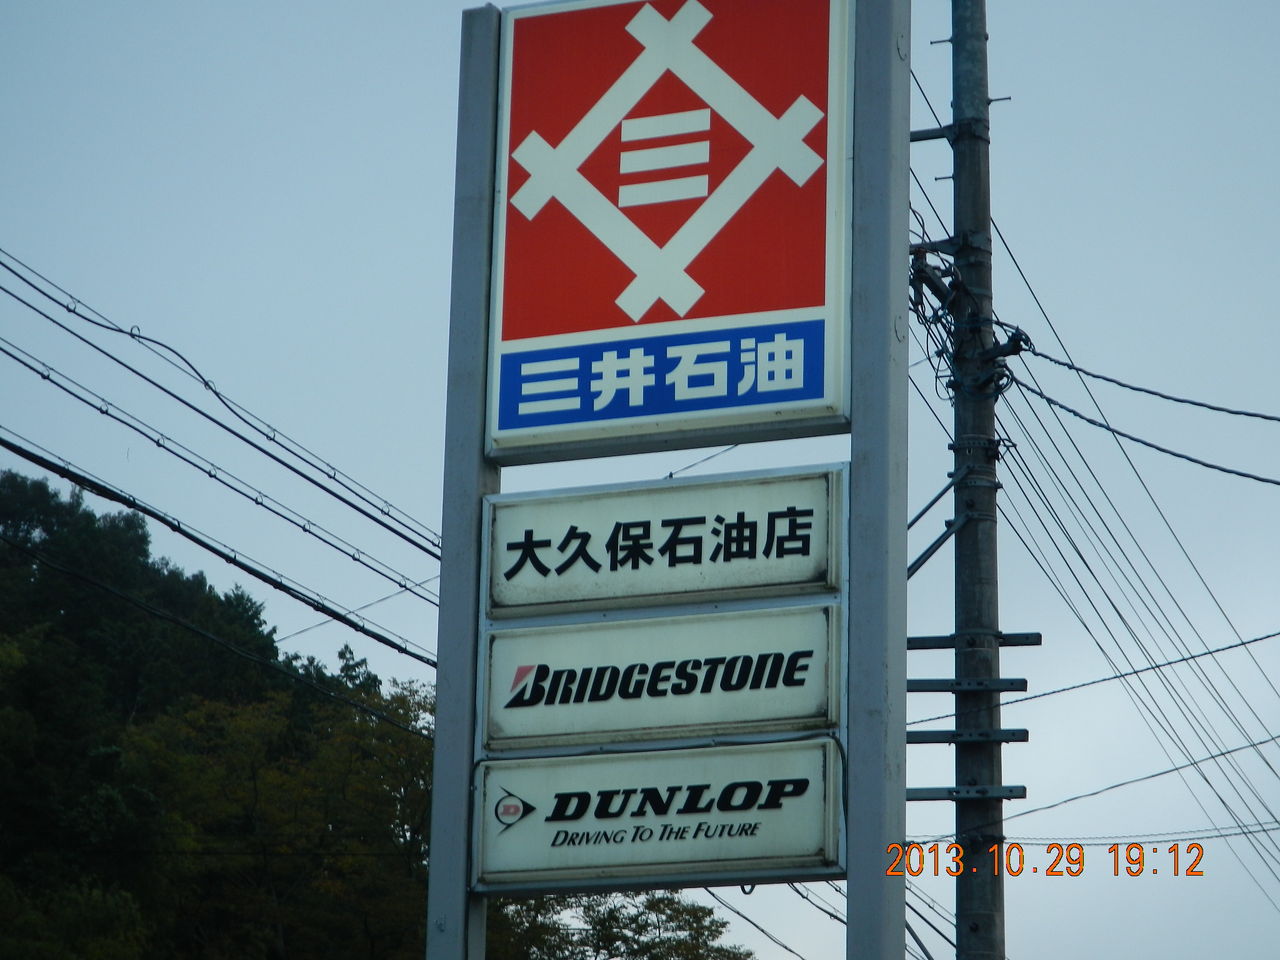 三
三井石油
大久保石油店
BRIDGESTONE
D DUNLOP
DRIVING TO THE FUTURE
2013.10.29 19:12